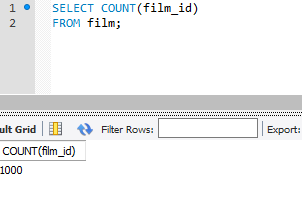 1 SELECT COUNT(film_id)
2 FROM film;
ult Grid Filter Rows: Export:
COUNT(film_id)
1000